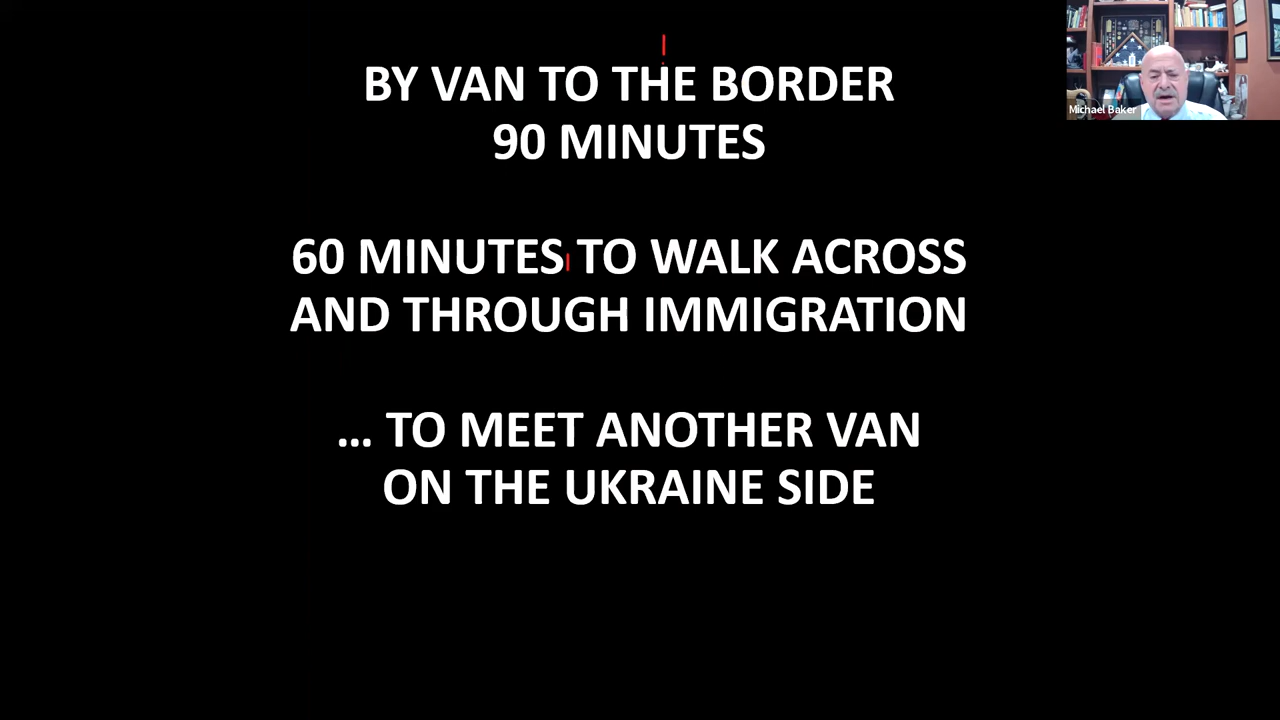 BY VAN TO THE BORDER
90 MINUTES
60 MINUTES TO WALK ACROSS
AND THROUGH IMMIGRATION
... TO MEET ANOTHER VAN
ON THE UKRAINE SIDE
Michael Baker